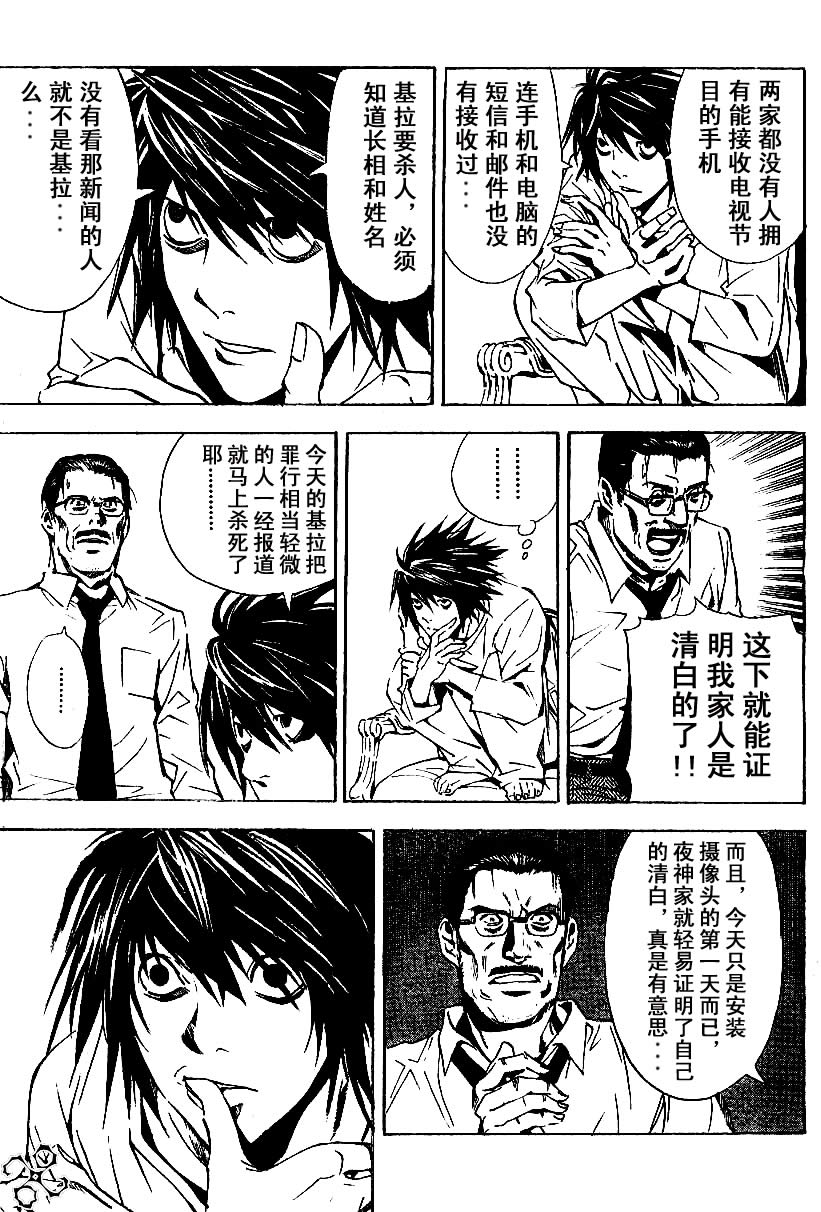 两家都没有人拥
有能接收电视节
目的手机
连手机和电脑的
短信和邮件也没
有接收过···
基拉要杀人，必须
知道长相和姓名
没有看那新闻的人
就不是基拉···
么···
这下就能证
明我家人是
清白的了！！
………
今天的基拉把
罪行相当轻微
的人一经报道
就马上杀死了
耶………
………
而且，今天只是安装
摄像头的第一天而已，
夜神家就轻易证明了自己
的清白，真是有意思···